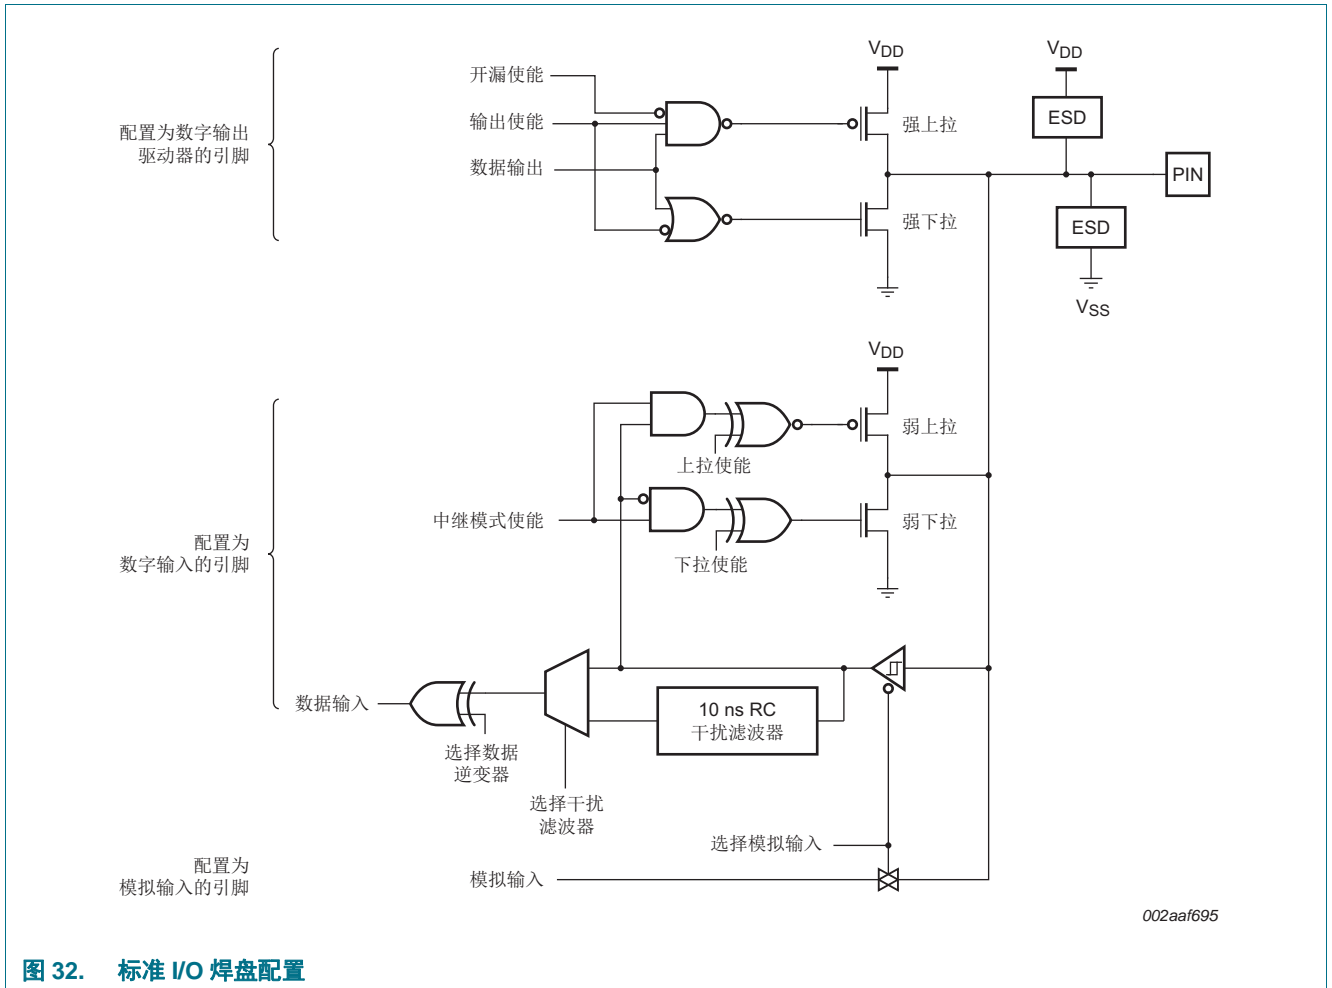 V_DD
V_DD
开漏使能
ESD
配置为数字输出
驱动器的引脚
输出使能
强上拉
数据输出
PIN
强下拉
ESD
V_SS
V_DD
弱上拉
上拉使能
中继模式使能
弱下拉
配置为
数字输入的引脚
下拉使能
数据输入
10 ns RC
干扰滤波器
选择数据
逆变器
选择干扰
滤波器
选择模拟输入
配置为
模拟输入的引脚
模拟输入
002aaf695
图 32. 标准 I/O 焊盘配置